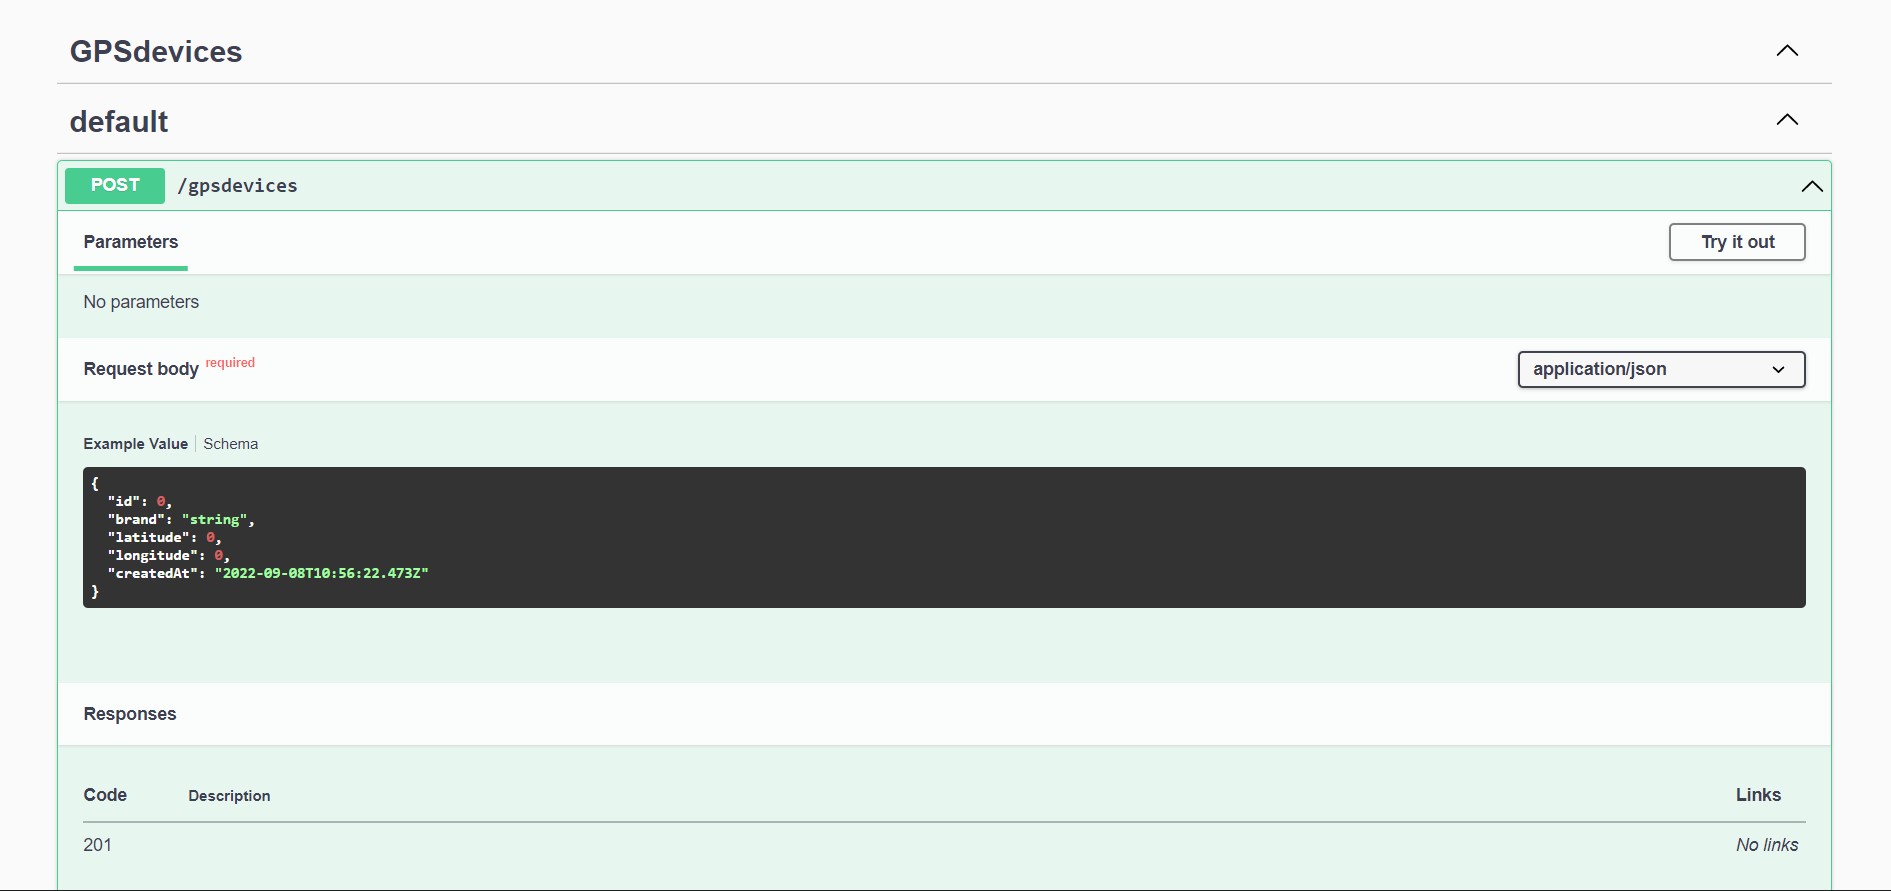 GPSdevices
default
POST /gpsdevices
Parameters
Try it out
No parameters
Request body required
application/json
Example Value Schema
{
  "id": 0,
  "brand": "string",
  "latitude": 0,
  "longitude": 0,
  "createdAt": "2022-09-08T10:56:22.473Z"
}
Responses
Code Description Links
201 No links